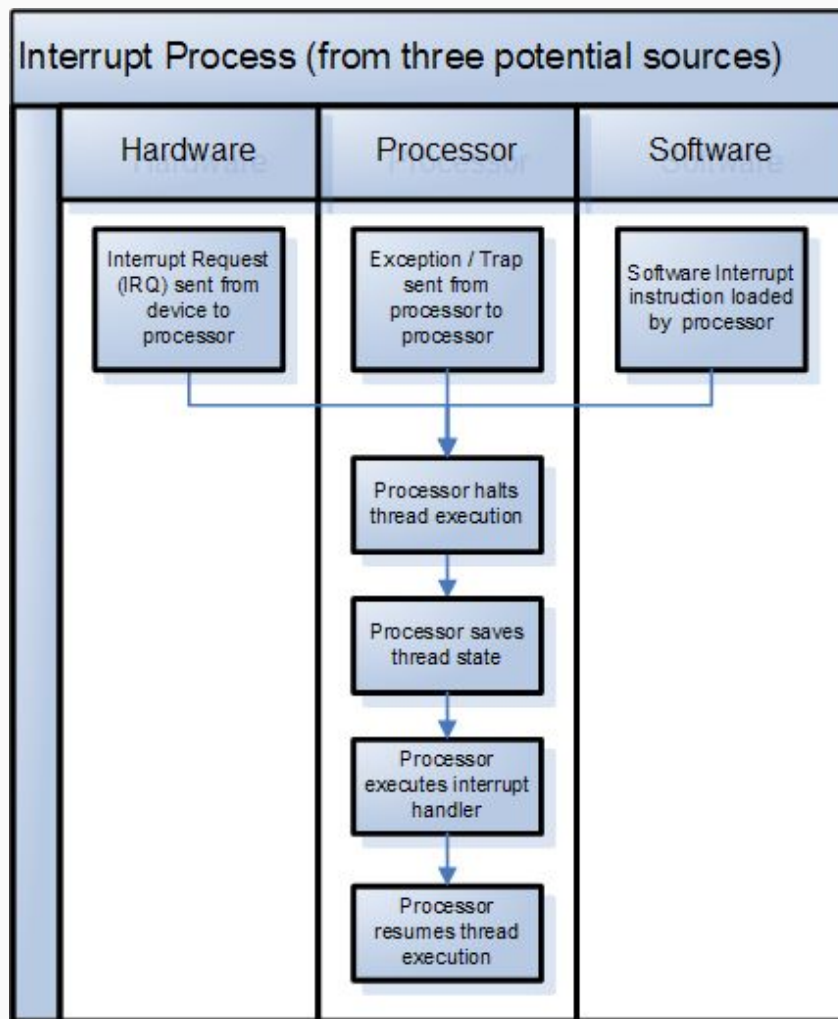 Interrupt Process (from three potential sources)
Hardware
Processor
Software
Interrupt Request
(IRQ) sent from
device to
processor
Exception / Trap
sent from
processor to
processor
Software Interrupt
instruction loaded
by processor
Processor halts
thread execution
Processor saves
thread state
Processor
executes interrupt
handler
Processor
resumes thread
execution